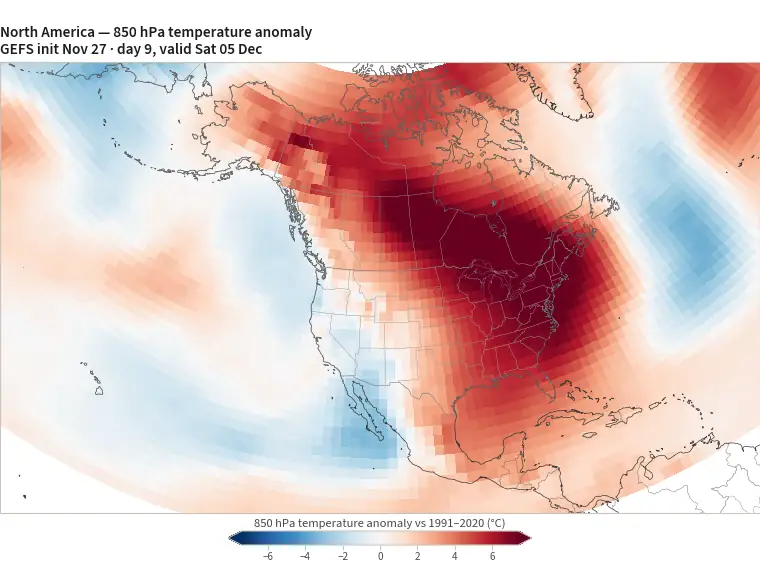 North America — 850 hPa temperature anomaly
GEFS init Nov 27 · day 9, valid Sat 05 Dec
850 hPa temperature anomaly vs 1991–2020 (°C)
−6 −4 −2 0 2 4 6